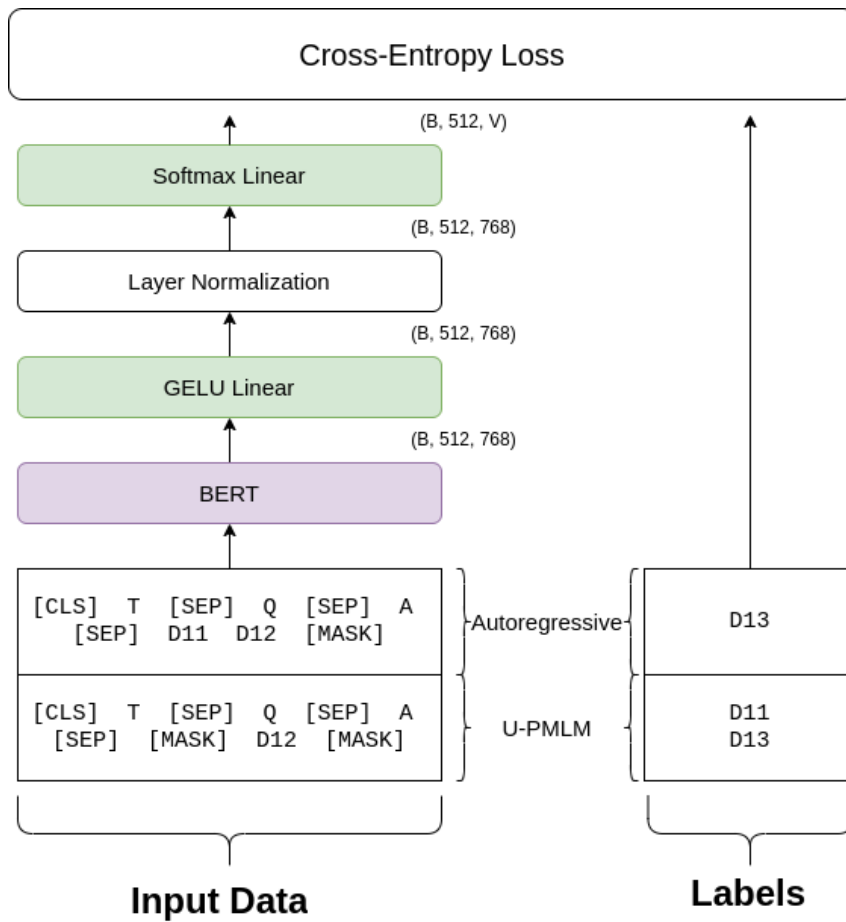 Cross-Entropy Loss
(B, 512, V)
Softmax Linear
(B, 512, 768)
Layer Normalization
(B, 512, 768)
GELU Linear
(B, 512, 768)
BERT
[CLS] T [SEP] Q [SEP] A
[SEP] D11 D12 [MASK]
Autoregressive
D13
[CLS] T [SEP] Q [SEP] A
[SEP] [MASK] D12 [MASK]
U-PMLM
D11
D13
Input Data
Labels